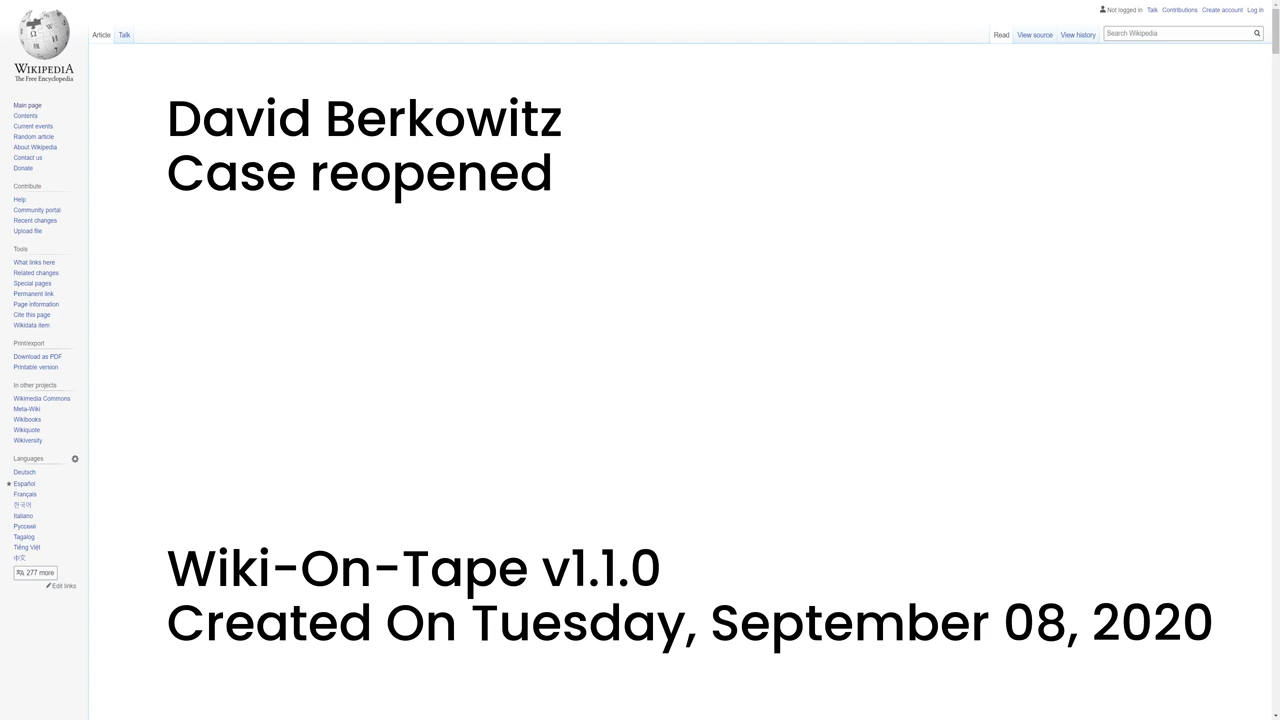 Not logged in Talk Contributions Create account Log in
Article Talk Read View source View history Search Wikipedia
WIKIPEDIA
The Free Encyclopedia
Main page
Contents
Current events
Random article
About Wikipedia
Contact us
Donate
Contribute
Help
Community portal
Recent changes
Upload file
Tools
What links here
Related changes
Special pages
Permanent link
Page information
Cite this page
Wikidata item
Print/export
Download as PDF
Printable version
In other projects
Wikimedia Commons
Meta-Wiki
Wikibooks
Wikiquote
Wikiversity
Languages
Deutsch
Español
Français
한국어
Italiano
Русский
Tagalog
Tiếng Việt
中文
277 more
Edit links
David Berkowitz
Case reopened
Wiki-On-Tape v1.1.0
Created On Tuesday, September 08, 2020